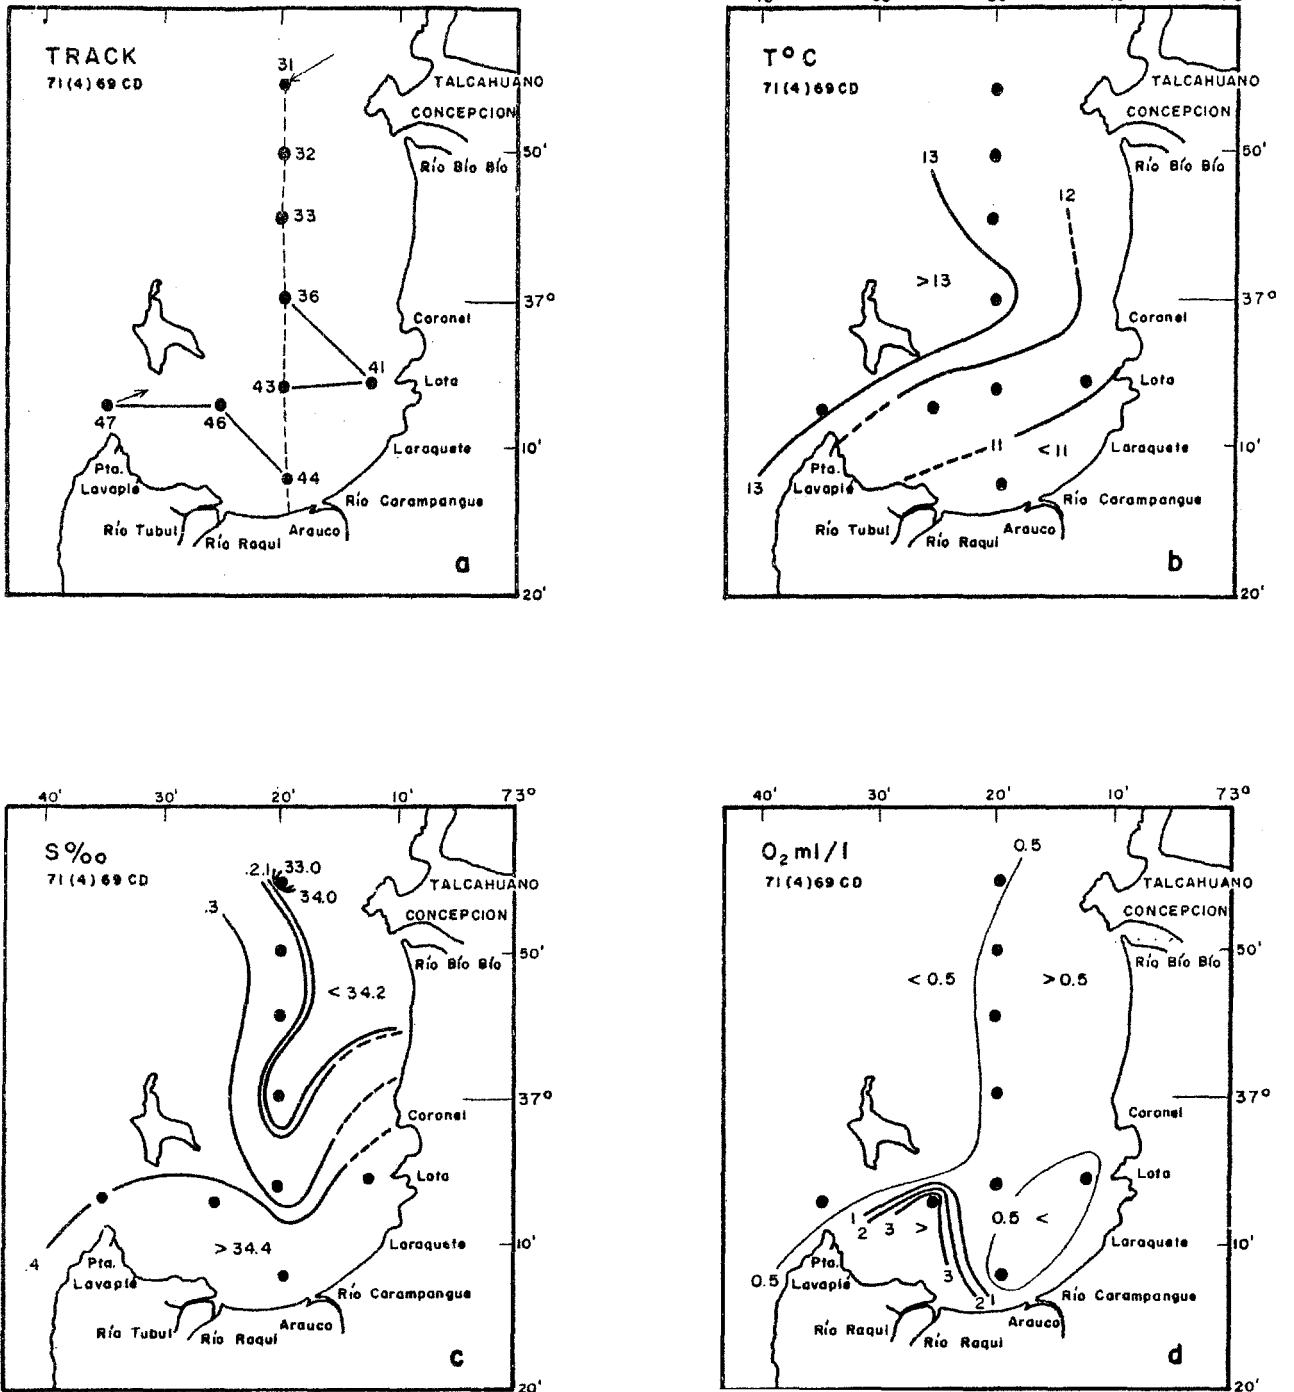 TRACK
71(4)69 CD
31
TALCAHUANO
CONCEPCION
32
50'
Río Bío Bío
33
36
37°
Coronel
41
43
Lota
47
46
10'
Laraquete
Pta.
Lavapié
44
Río Carampangue
Río Tubul
Río Raqui
Arauco
a
20'
T°C
71(4)69 CD
TALCAHUANO
CONCEPCION
13
50'
Río Bío Bío
12
>13
37°
Coronel
Lota
11
10'
<11
Laraquete
Pta.
Lavapié
13
Río Carampangue
Río Tubul
Río Raqui
Arauco
b
20'
40' 30' 20' 10' 73°
S‰
71(4)69 CD
.2.1 33.0
34.0
TALCAHUANO
.3
CONCEPCION
50'
Río Bío Bío
< 34.2
37°
Coronel
Lota
> 34.4
10'
Laraquete
.4
Pta.
Lavapié
Río Carampangue
Ría Tubul
Río Raqui
Arauco
c
20'
40' 30' 20' 10' 73°
O₂ ml/l
71(4)69 CD
0.5
TALCAHUANO
CONCEPCION
50'
Río Bío Bío
< 0.5
> 0.5
37°
Coronel
Lota
1
2 3 >
0.5 <
10'
Laraquete
0.5
Pta.
Lavapié
3
2 1
Río Carampangue
Río Raqui
Río Raqui
Arauco
d
20'